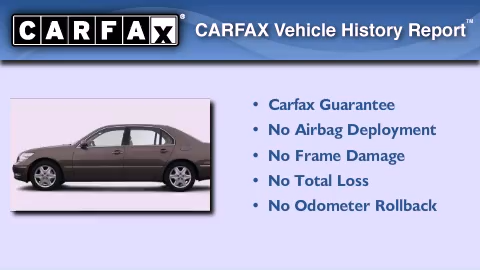 CARFAX®
CARFAX Vehicle History Report™
• Carfax Guarantee
• No Airbag Deployment
• No Frame Damage
• No Total Loss
• No Odometer Rollback